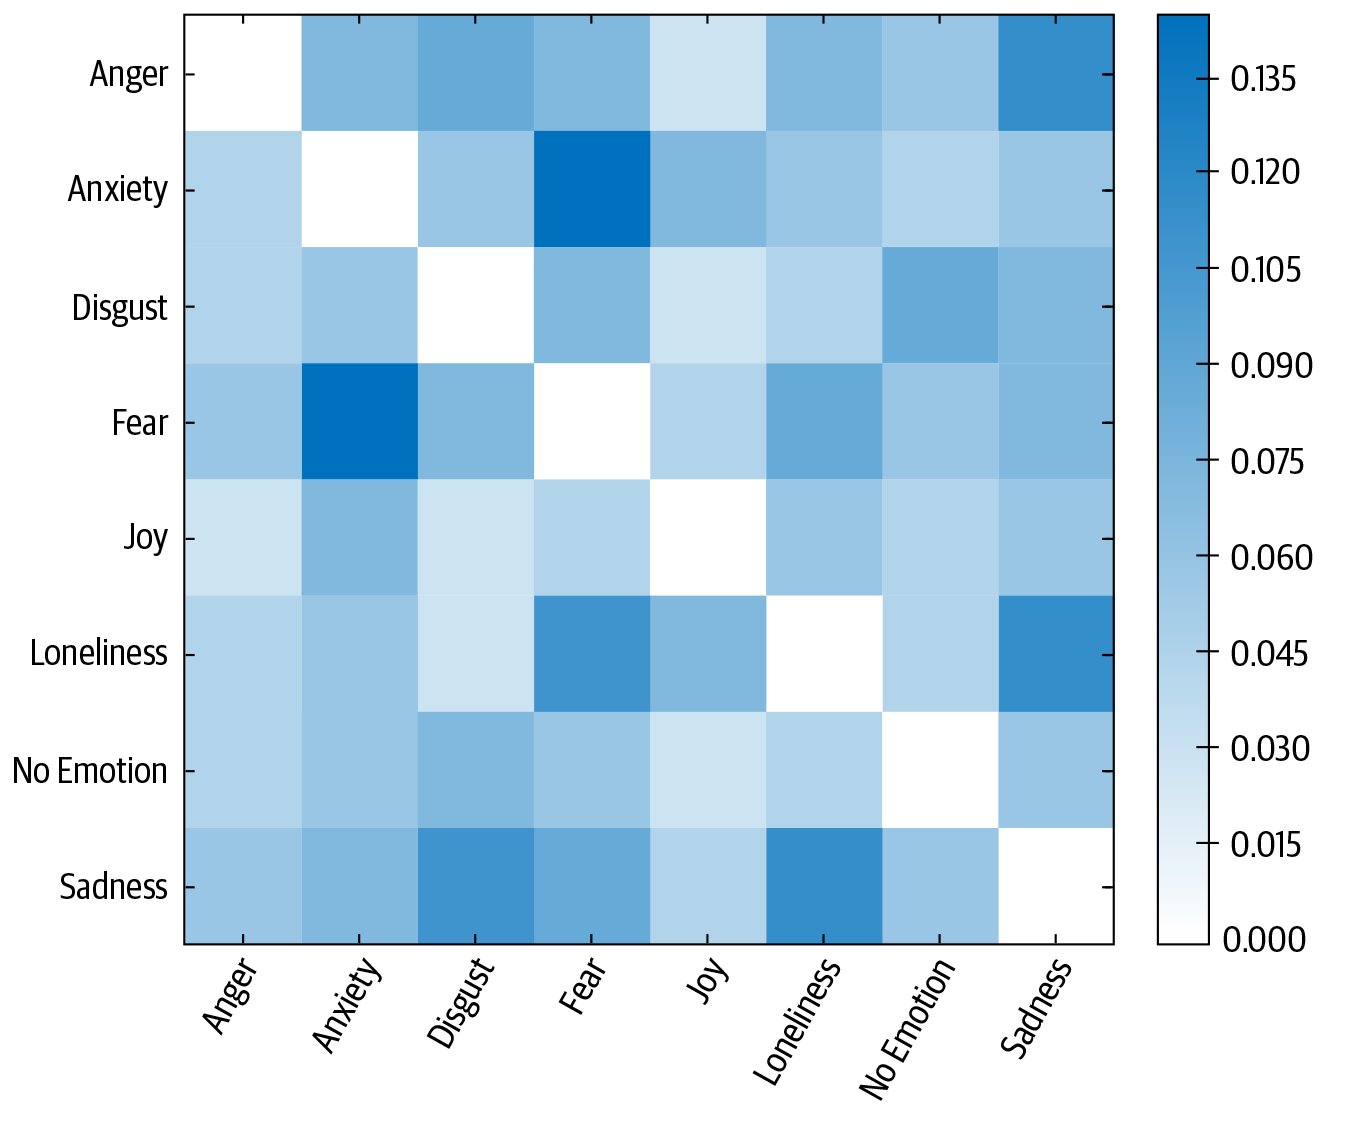 Anger
Anxiety
Disgust
Fear
Joy
Loneliness
No Emotion
Sadness
Anger
Anxiety
Disgust
Fear
Joy
Loneliness
No Emotion
Sadness
0.135
0.120
0.105
0.090
0.075
0.060
0.045
0.030
0.015
0.000